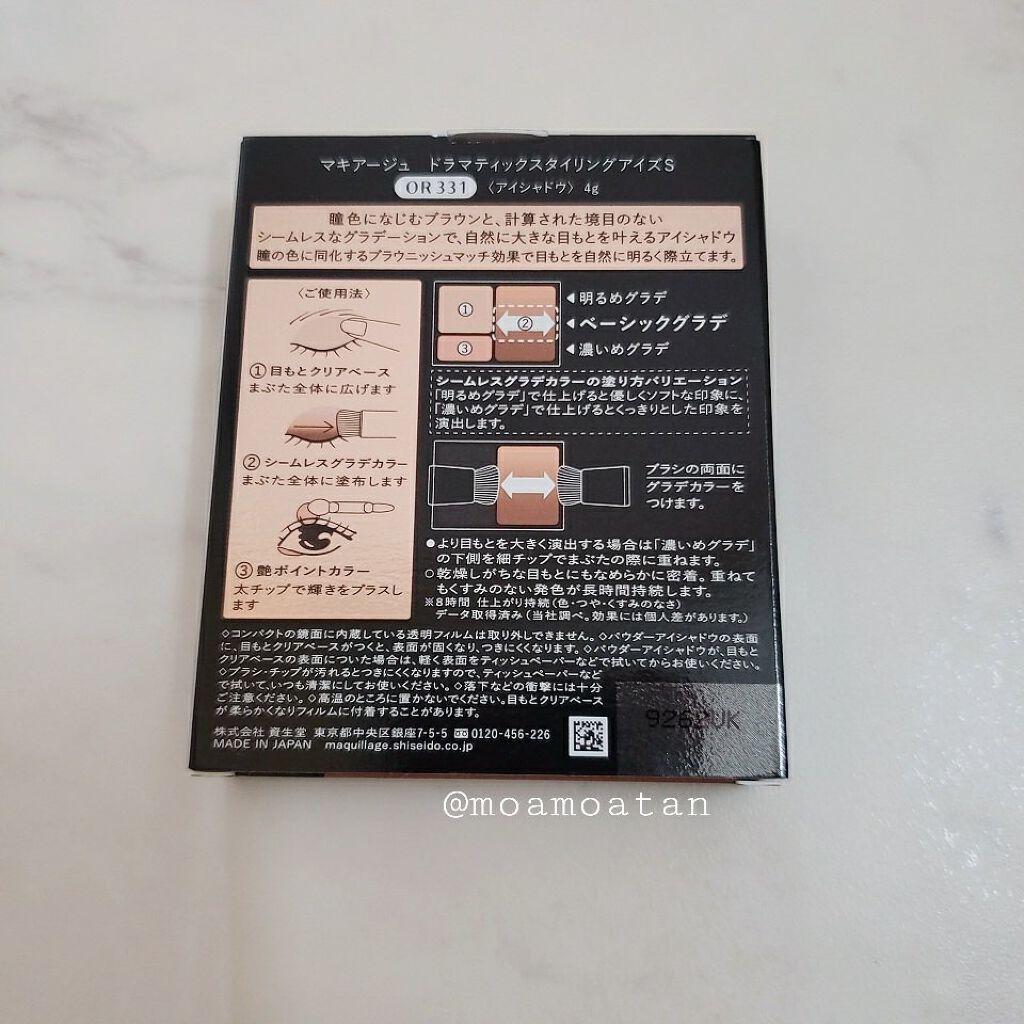 マキアージュ ドラマティックスタイリングアイズS
OR331 〈アイシャドウ〉 4g
瞳色になじむブラウンと、計算された境目のない
シームレスなグラデーションで、自然に大きな目もとを叶えるアイシャドウ
瞳の色に同化するブラウニッシュマッチ効果で目もとを自然に明るく際立てます。
〈ご使用法〉
①目もとクリアベース
まぶた全体に広げます
②シームレスグラデカラー
まぶた全体に塗布します
③艶ポイントカラー
太チップで輝きをプラスし
ます
①
②
③
◀明るめグラデ
◀ベーシックグラデ
◀濃いめグラデ
シームレスグラデカラーの塗り方バリエーション
「明るめグラデ」で仕上げると優しくソフトな印象に、
「濃いめグラデ」で仕上げるとくっきりとした印象を
演出します。
ブラシの両面に
グラデカラーを
つけます。
●より目もとを大きく演出する場合は「濃いめグラデ」
の下側を細チップでまぶたの際に重ねます。
○乾燥しがちな目もとにもなめらかに密着。重ねて
もくすみのない発色が長時間持続します。
※8時間 仕上がり持続(色・つや・くすみのなさ)
データ取得済み(当社調べ。効果には個人差があります。)
◇コンパクトの鏡面に内蔵している透明フィルムは取り外しできません。◇パウダーアイシャドウの表面
に、目もとクリアベースがつくと、表面が固くなり、つきにくくなります。◇パウダーアイシャドウが、目もと
クリアベースの表面についた場合は、軽く表面をティッシュペーパーなどで拭いてからお使いください。
◇ブラシ・チップが汚れるとつきにくくなりますので、ティッシュペーパーなど
で拭いて、いつも清潔にしてお使いください。◇落下などの衝撃には十分
ご注意ください。◇高温のところに置かないでください。目もとクリアベース
が柔らかくなりフィルムに付着することがあります。
株式会社 資生堂 東京都中央区銀座7-5-5 0120-456-226
MADE IN JAPAN maquillage.shiseido.co.jp
@moamoatan